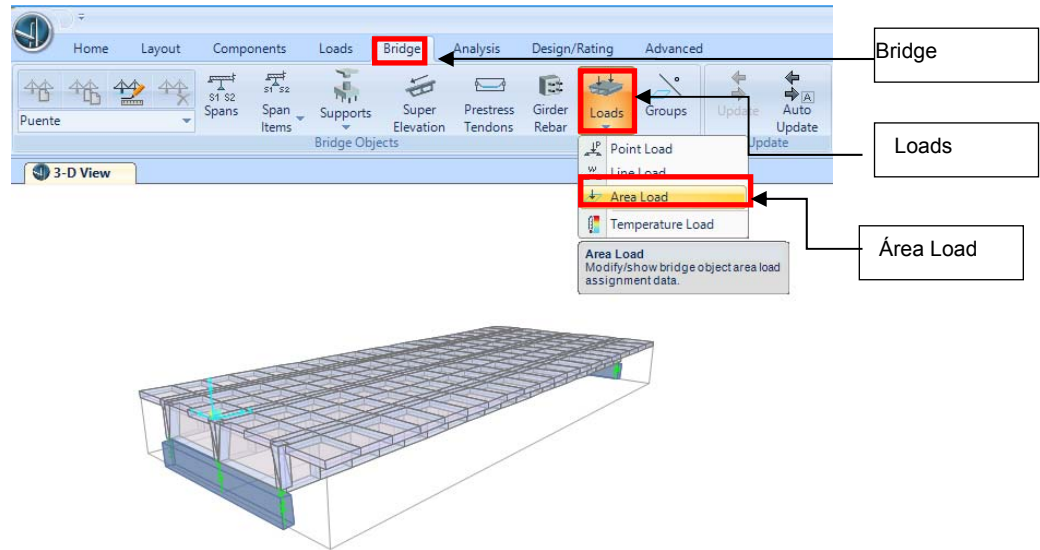 Home Layout Components Loads Bridge Analysis Design/Rating Advanced
Bridge
S1 S2
Spans
S1 S2
Span Items
Supports
Super Elevation
Prestress Tendons
Girder Rebar
Loads
Groups
Update
A
Auto Update
Puente
Bridge Objects
Update
Loads
P Point Load
w Line Load
Area Load
Temperature Load
Área Load
3-D View
Area Load
Modify/show bridge object area load
assignment data.